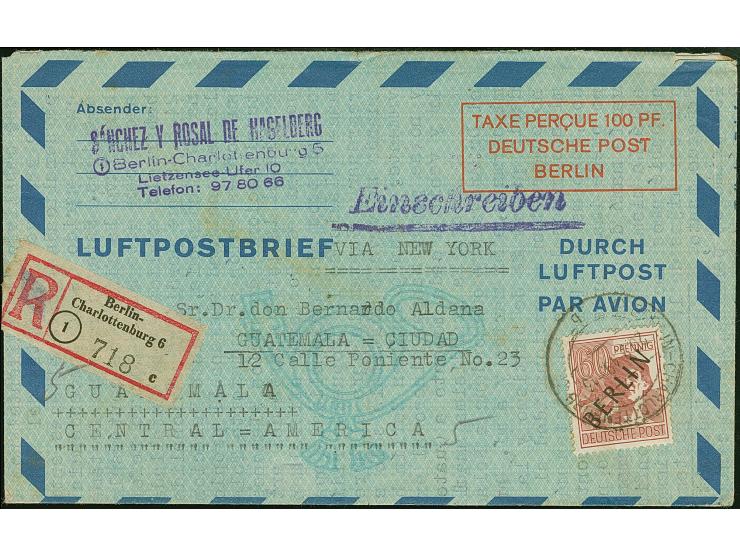 Absender:
SÁNCHEZ Y ROSAL DE HAGELBERG
1 Berlin-Charlottenburg 5
Lietzensee-Ufer 10
Telefon: 97 80 66
TAXE PERÇUE 100 PF.
DEUTSCHE POST
BERLIN
Einschreiben
LUFTPOSTBRIEF VIA NEW YORK
DURCH
LUFTPOST
PAR AVION
R
Berlin-
Charlottenburg 6
1
718 c
Sr.Dr.don Bernardo Aldana
GUATEMALA = CIUDAD
12 Calle Poniente, No.23
GUATEMALA
CENTRAL = AMERICA
60 PFENNIG
BERLIN
DEUTSCHE POST